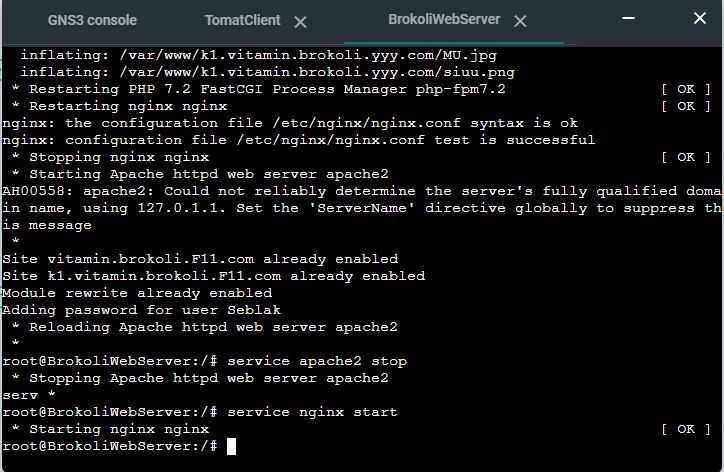 GNS3 console TomatClient BrokoliWebServer
inflating: /var/www/k1.vitamin.brokoli.yyy.com/MU.jpg
inflating: /var/www/k1.vitamin.brokoli.yyy.com/siuu.png
* Restarting PHP 7.2 FastCGI Process Manager php-fpm7.2 [ OK ]
* Restarting nginx nginx [ OK ]
nginx: the configuration file /etc/nginx/nginx.conf syntax is ok
nginx: configuration file /etc/nginx/nginx.conf test is successful
* Stopping nginx nginx [ OK ]
* Starting Apache httpd web server apache2
AH00558: apache2: Could not reliably determine the server's fully qualified doma
in name, using 127.0.1.1. Set the 'ServerName' directive globally to suppress th
is message
*
Site vitamin.brokoli.F11.com already enabled
Site k1.vitamin.brokoli.F11.com already enabled
Module rewrite already enabled
Adding password for user Seblak
* Reloading Apache httpd web server apache2
*
root@BrokoliWebServer:/# service apache2 stop
* Stopping Apache httpd web server apache2
serv *
root@BrokoliWebServer:/# service nginx start
* Starting nginx nginx [ OK ]
root@BrokoliWebServer:/#